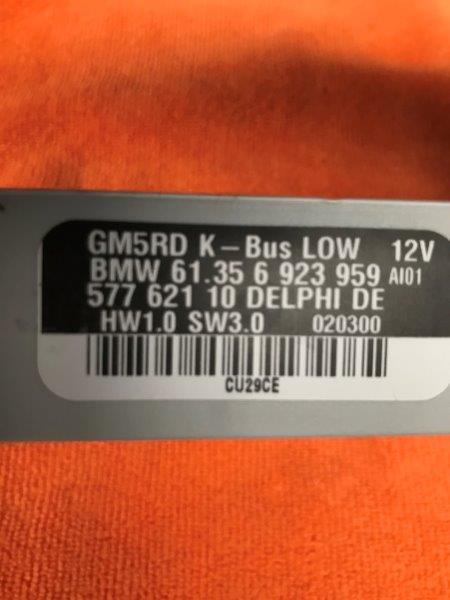 GM5RD K-Bus LOW 12V
BMW 61.35 6 923 959 AI01
577 621 10 DELPHI DE
HW1.0 SW3.0 020300
CU29CE